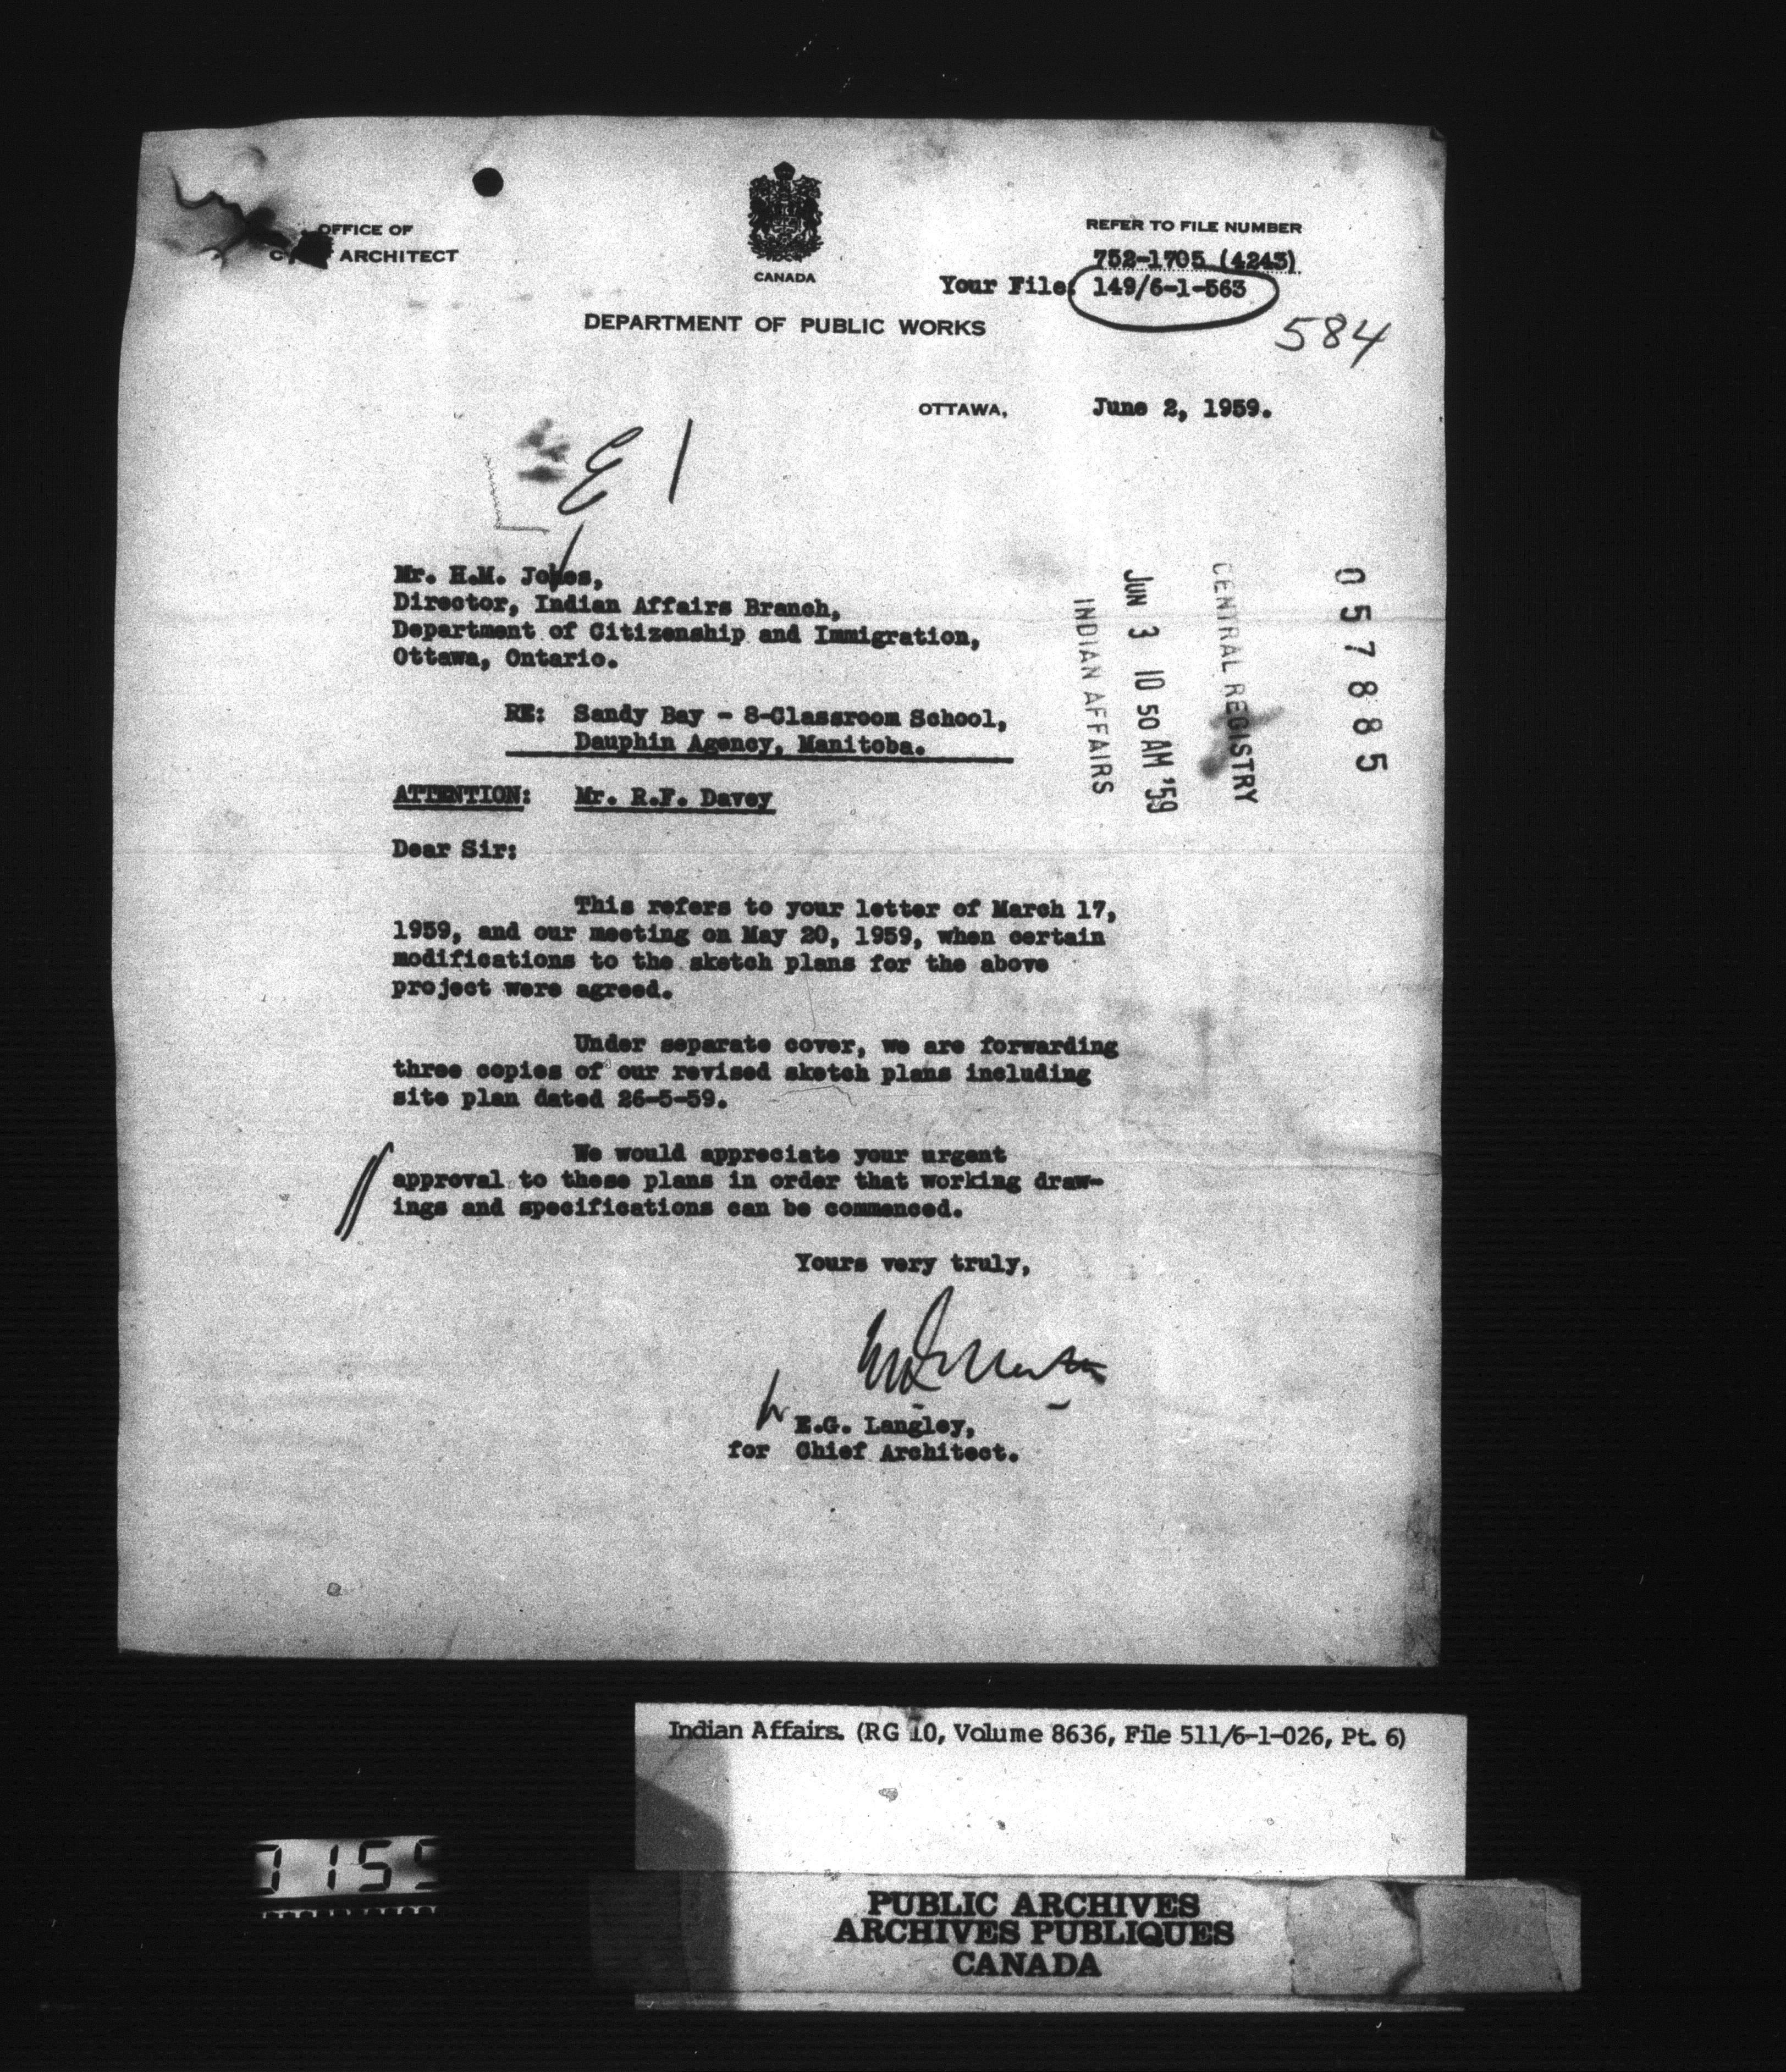 OFFICE OF
ARCHITECT
CANADA
DEPARTMENT OF PUBLIC WORKS
REFER TO FILE NUMBER
752-1705 (4243)
Your File: 149/6-1-563
584
OTTAWA, June 2, 1959.
E 1
Mr. H.M. Jones,
Director, Indian Affairs Branch,
Department of Citizenship and Immigration,
Ottawa, Ontario.
INDIAN AFFAIRS
JUN 3 10 50 AM '59
CENTRAL REGISTRY
057885
RE: Sandy Bay - 8-Classroom School,
Dauphin Agency, Manitoba.
ATTENTION: Mr. R.F. Davey
Dear Sir:
This refers to your letter of March 17,
1959, and our meeting on May 20, 1959, when certain
modifications to the sketch plans for the above
project were agreed.
Under separate cover, we are forwarding
three copies of our revised sketch plans including
site plan dated 26-5-59.
We would appreciate your urgent
approval to these plans in order that working draw-
ings and specifications can be commenced.
Yours very truly,
E.G. Langley,
for Chief Architect.
Indian Affairs. (RG 10, Volume 8636, File 511/6-1-026, Pt. 6)
PUBLIC ARCHIVES
ARCHIVES PUBLIQUES
CANADA